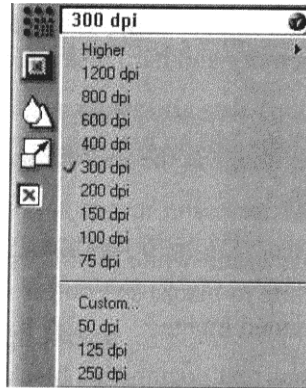 300 dpi
Higher
1200 dpi
800 dpi
600 dpi
400 dpi
300 dpi
200 dpi
150 dpi
100 dpi
75 dpi
Custom...
50 dpi
125 dpi
250 dpi